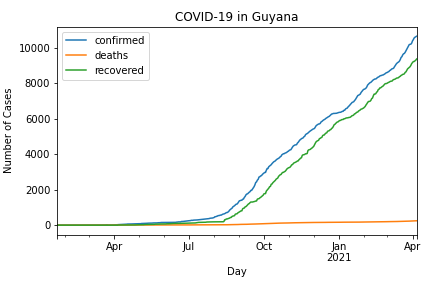 COVID-19 in Guyana
confirmed
deaths
recovered
Number of Cases
10000
8000
6000
4000
2000
0
Apr
Jul
Oct
Jan
2021
Apr
Day